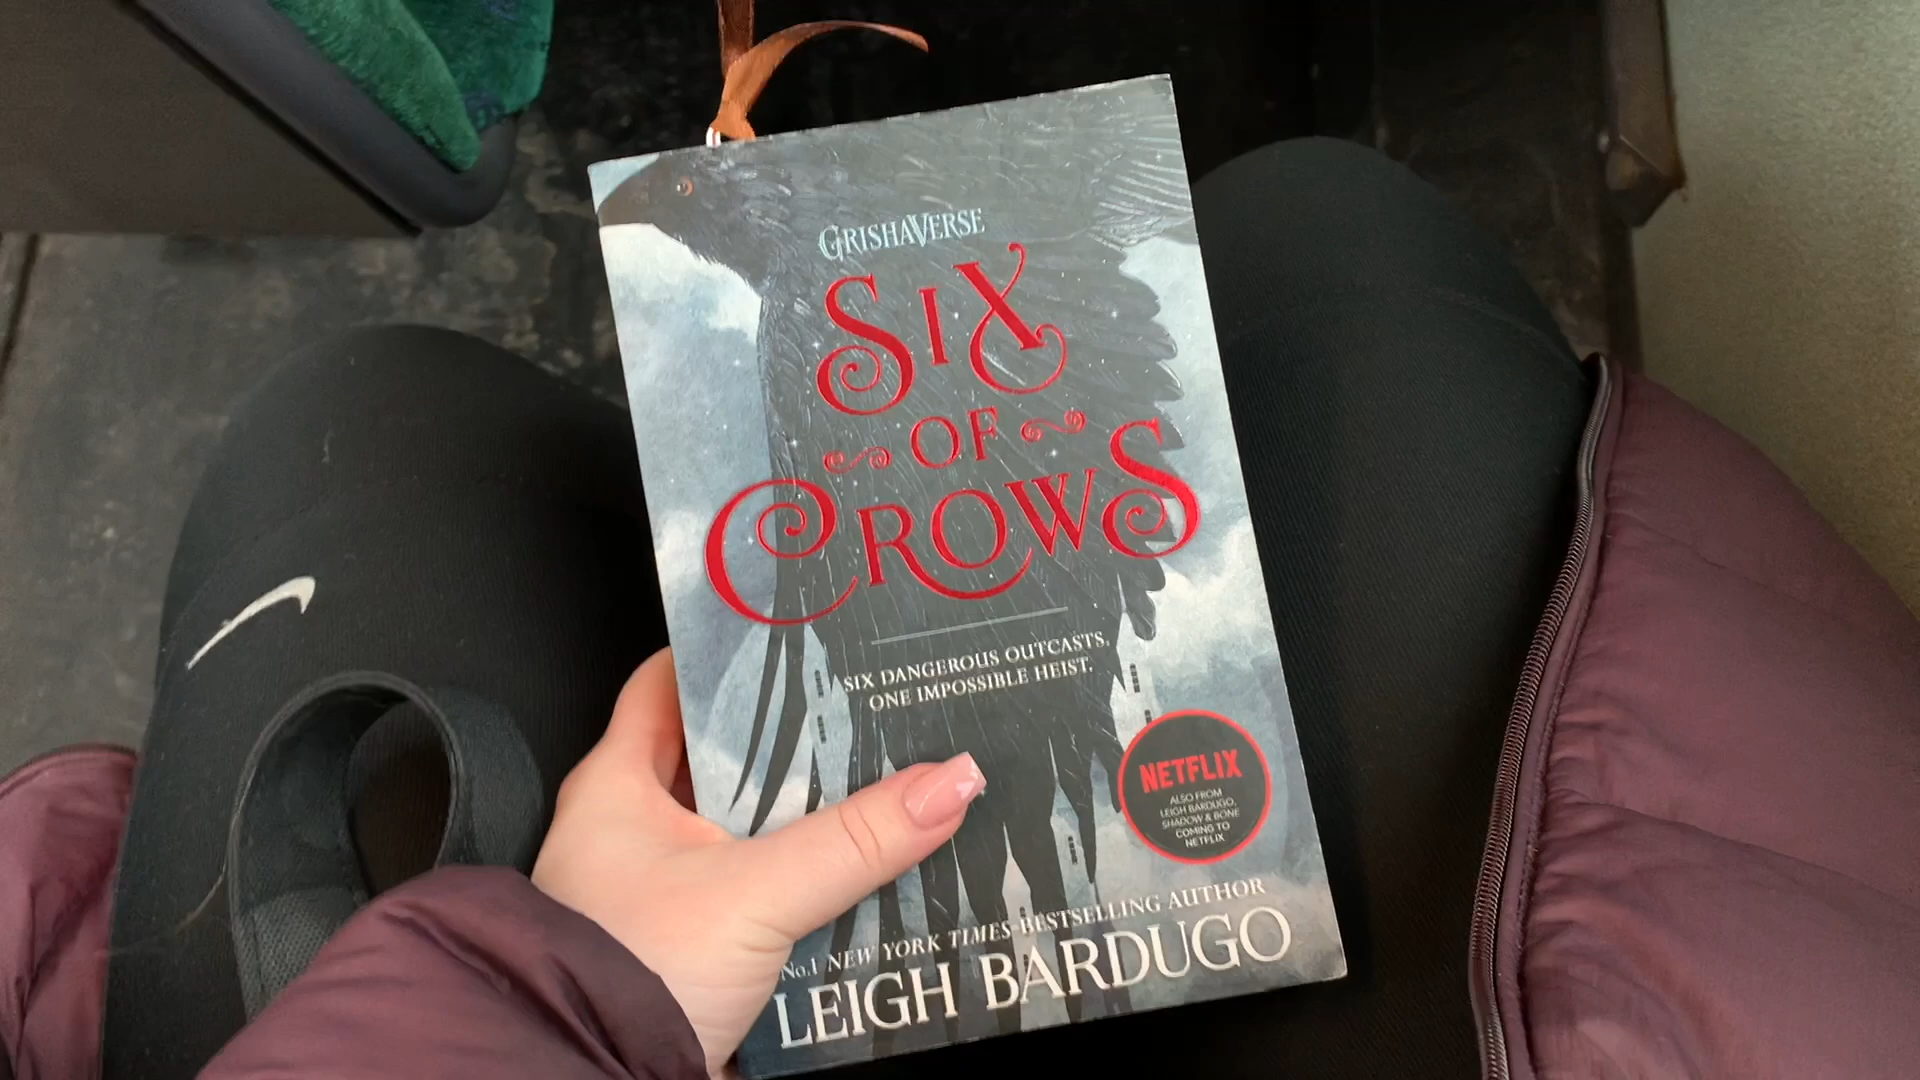 GRISHAVERSE
SIX
OF
CROWS
SIX DANGEROUS OUTCASTS.
ONE IMPOSSIBLE HEIST.
NETFLIX
ALSO FROM
LEIGH BARDUGO,
SHADOW & BONE
COMING TO
NETFLIX
No.1 NEW YORK TIMES-BESTSELLING AUTHOR
LEIGH BARDUGO